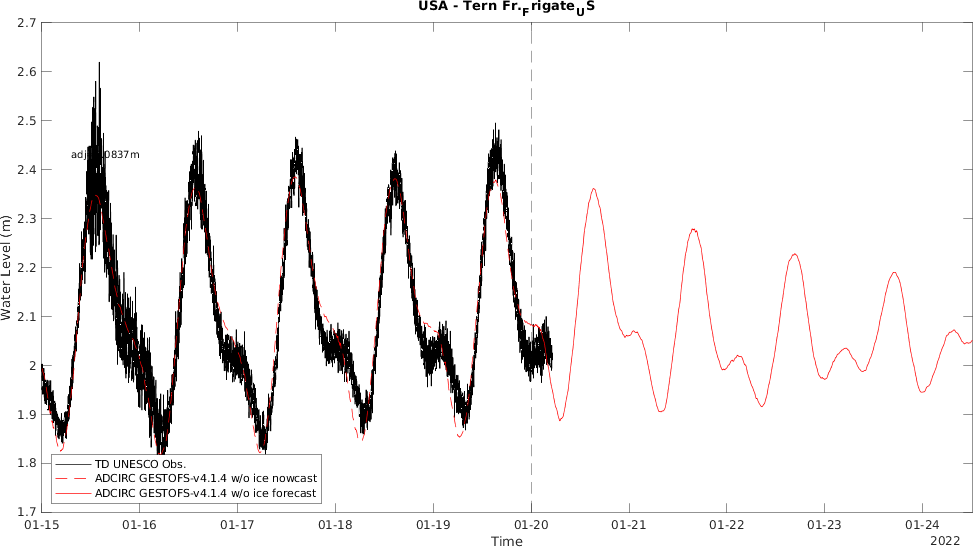 USA - Tern Fr.FrigateUS
2.7
2.6
2.5
2.4
2.3
2.2
2.1
2
1.9
1.8
1.7
Water Level (m)
0837m
TD UNESCO Obs.
ADCIRC GESTOFS-v4.1.4 w/o ice nowcast
ADCIRC GESTOFS-v4.1.4 w/o ice forecast
01-15 01-16 01-17 01-18 01-19 01-20 01-21 01-22 01-23 01-24
Time
2022